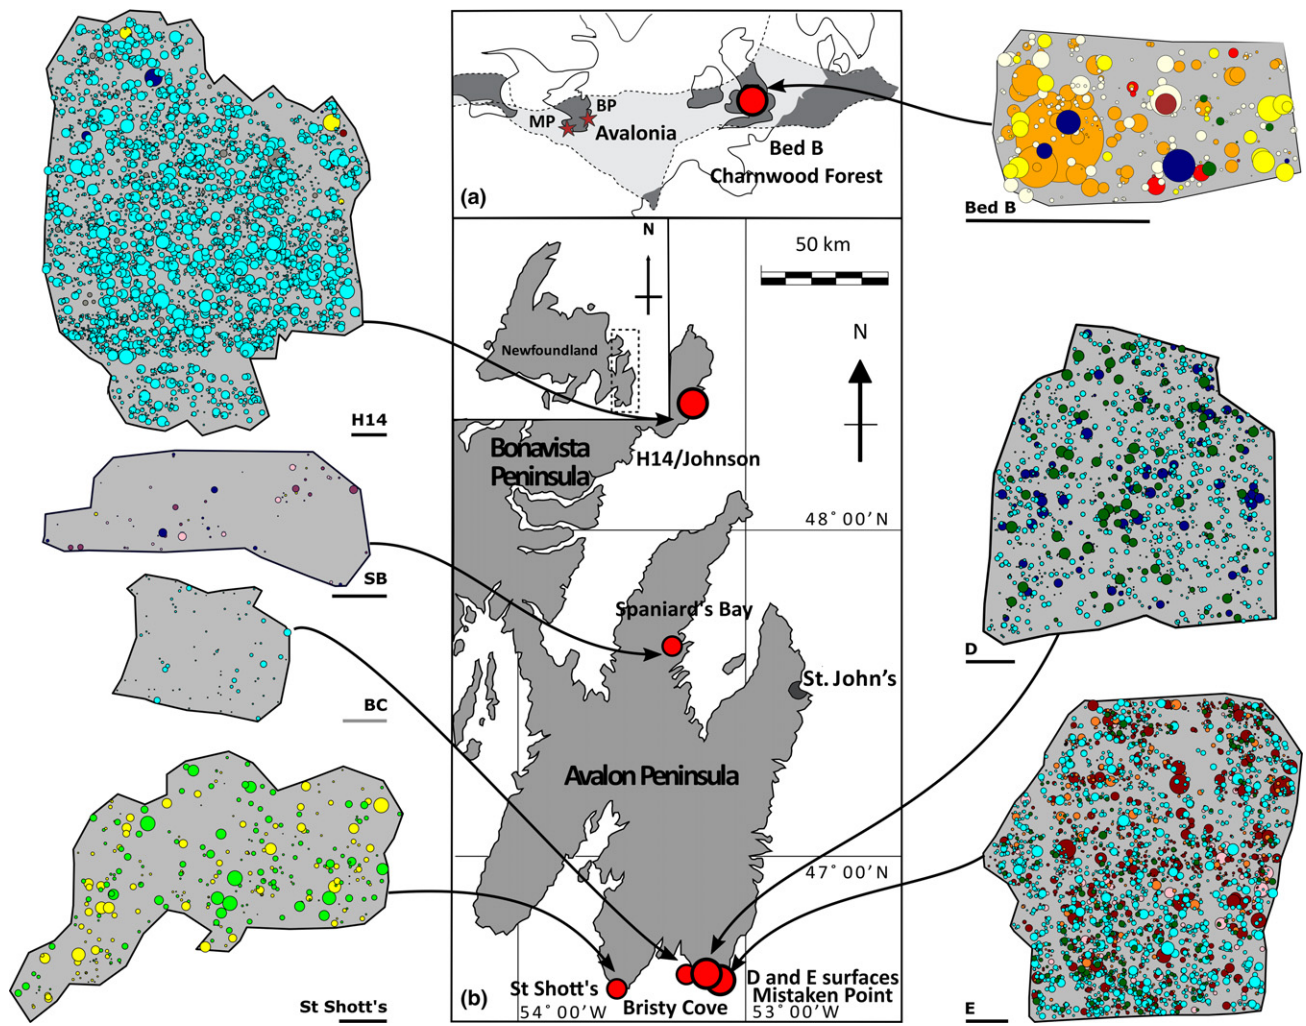 H14
SB
BC
St Shott's
BP
MP
Avalonia
Bed B
Charnwood Forest
(a)
N
50 km
Newfoundland
N
Bonavista
Peninsula
H14/Johnson
48° 00'N
Spaniard's Bay
St. John's
Avalon Peninsula
47° 00'N
D and E surfaces
Mistaken Point
St Shott's
Bristy Cove
54° 00'W
53° 00'W
(b)
Bed B
D
E